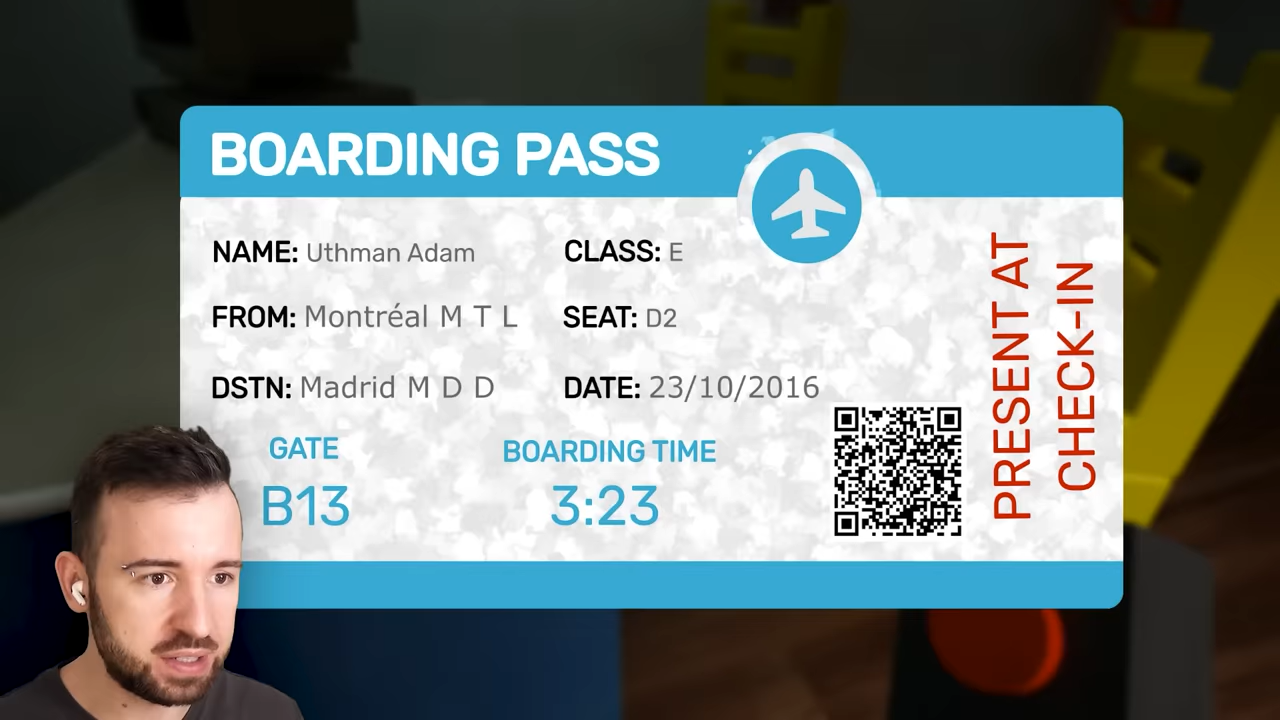 BOARDING PASS
NAME: Uthman Adam
CLASS: E
FROM: Montréal M T L
SEAT: D2
DSTN: Madrid M D D
DATE: 23/10/2016
GATE
B13
BOARDING TIME
3:23
PRESENT AT
CHECK-IN